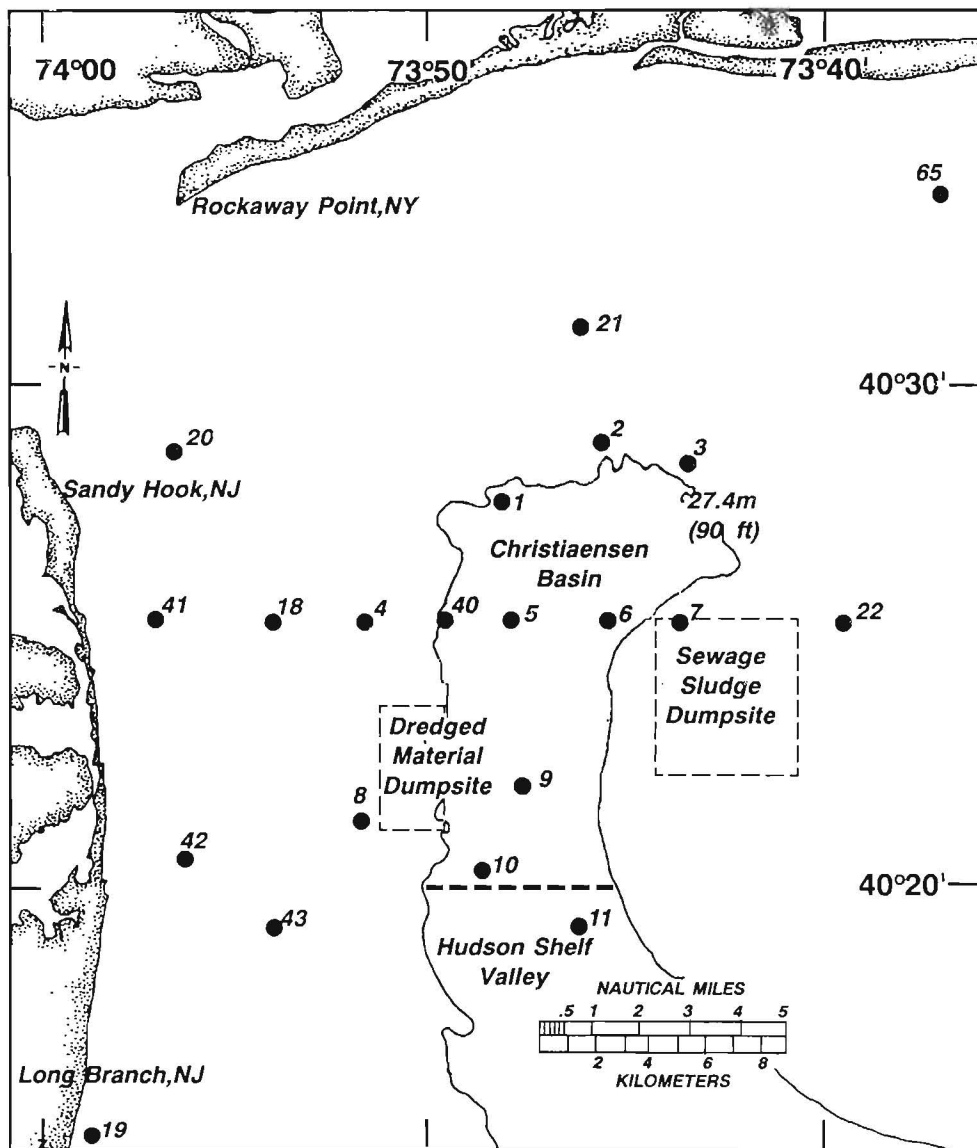 74°00' 73°50' 73°40'
65
Rockaway Point,NY
21
-N-
40°30'
2
20
3
Sandy Hook,NJ
1
27.4m
(90 ft)
Christiaensen
Basin
41
18
4
40
5
6
7
22
Sewage
Sludge
Dumpsite
Dredged
Material
Dumpsite
9
8
42
10
40°20'
43
11
Hudson Shelf
Valley
NAUTICAL MILES
.5 1 2 3 4 5
2 4 6 8
KILOMETERS
Long Branch,NJ
19